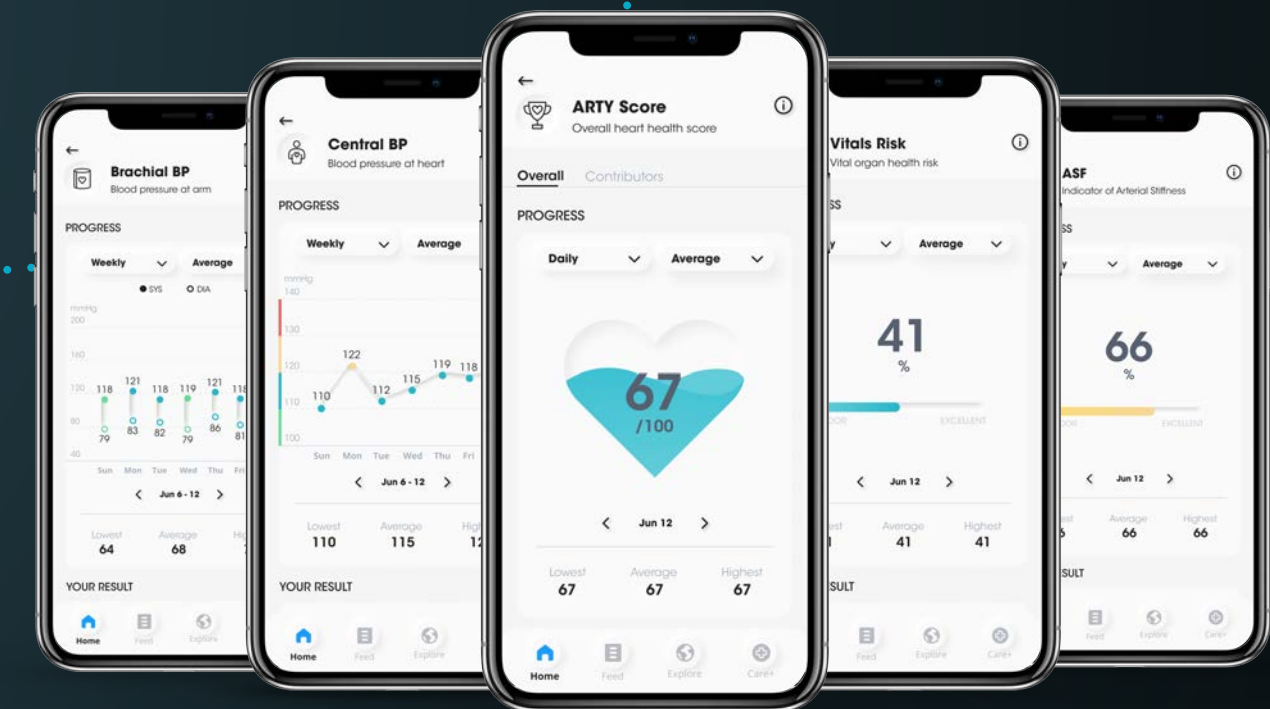 Brachial BP
Blood pressure at arm
PROGRESS
Weekly Average
SYS DIA
mmHg
200
160
120
80
40
118 121 118 119 121 118
79 83 82 79 86 81
Sun Mon Tue Wed Thu Fri
Jun 6 - 12
Lowest Average
64 68
YOUR RESULT
Home Feed Explore
Central BP
Blood pressure at heart
PROGRESS
Weekly Average
mmHg
140
130
120
110
100
110 122 112 115 119 118
Sun Mon Tue Wed Thu Fri
Jun 6 - 12
Lowest Average
110 115
YOUR RESULT
Home Feed Explore
ARTY Score
Overall heart health score
Overall Contributors
PROGRESS
Daily Average
67
/100
Jun 12
Lowest Average Highest
67 67 67
Home Feed Explore Care+
Vitals Risk
Vital organ health risk
Average
41
%
EXCELLENT
Jun 12
Average Highest
41 41
Feed Explore Care+
ASF
Indicator of Arterial Stiffness
Average
66
%
EXCELLENT
Jun 12
Average Highest
66 66
Feed Explore Care+